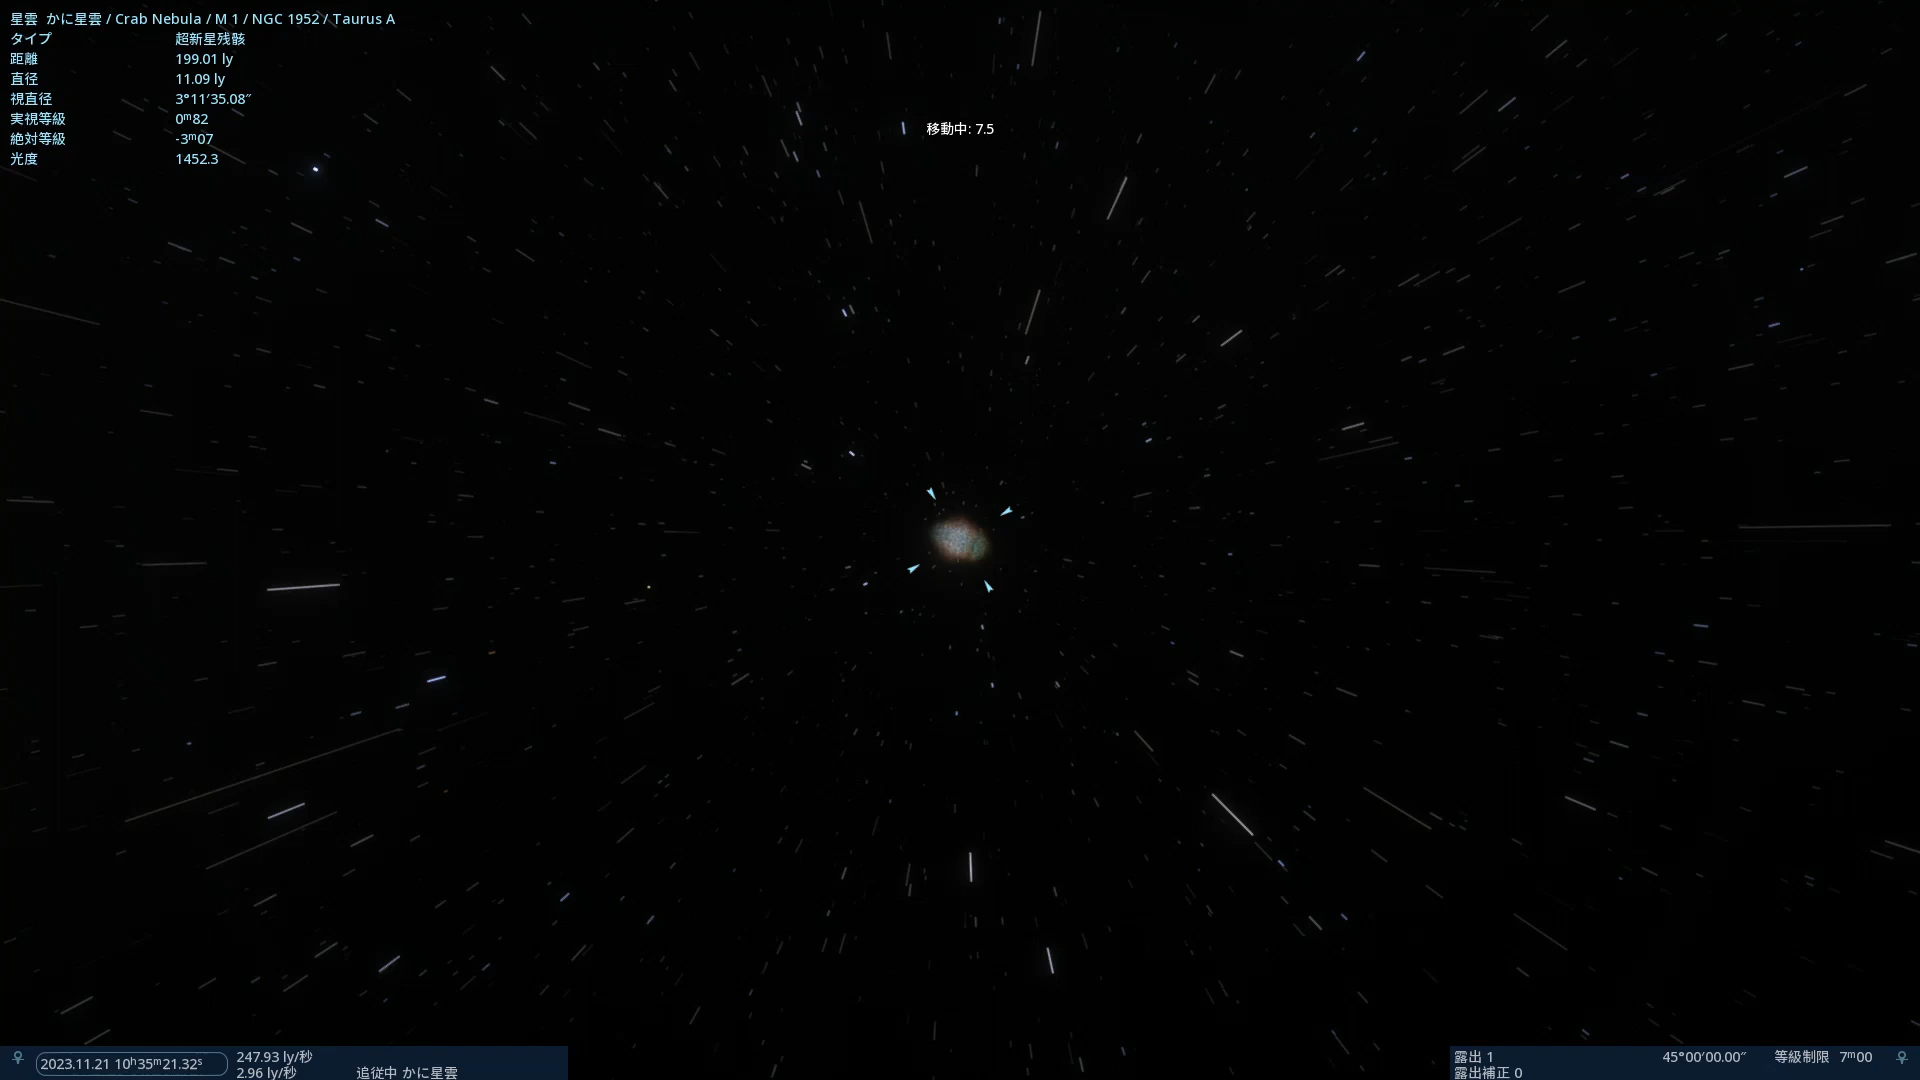 星雲 かに星雲 / Crab Nebula / M 1 / NGC 1952 / Taurus A
タイプ 超新星残骸
距離 199.01 ly
直径 11.09 ly
視直径 3°11′35.08″
実視等級 0ᵐ82
絶対等級 -3ᵐ07
光度 1452.3
移動中: 7.5
2023.11.21 10ʰ35ᵐ21.32ˢ
247.93 ly/秒
2.96 ly/秒 追従中 かに星雲
露出 1 45°00′00.00″ 等級制限 7ᵐ00
露出補正 0